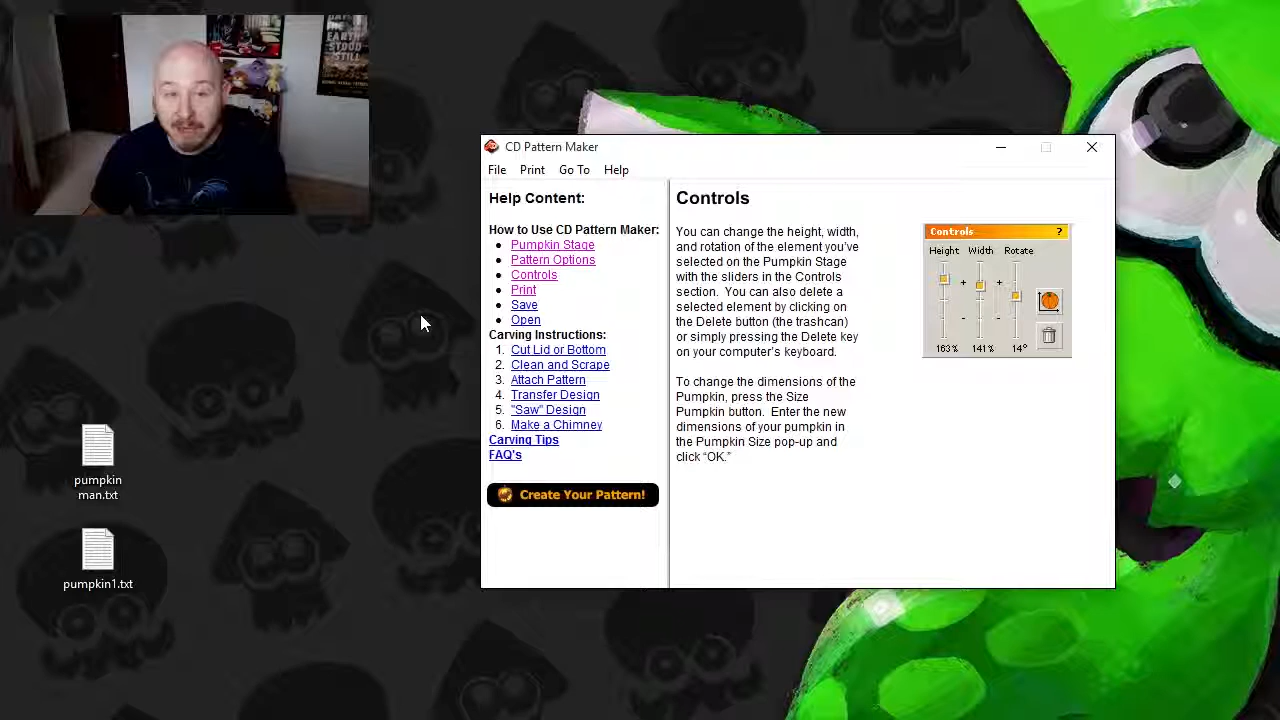 THE
EARTH
STOOD
STILL
CD Pattern Maker
File Print Go To Help
Help Content:
How to Use CD Pattern Maker:
• Pumpkin Stage
• Pattern Options
• Controls
• Print
• Save
• Open
Carving Instructions:
1. Cut Lid or Bottom
2. Clean and Scrape
3. Attach Pattern
4. Transfer Design
5. "Saw" Design
6. Make a Chimney
Carving Tips
FAQ's
Create Your Pattern!
Controls
You can change the height, width,
and rotation of the element you've
selected on the Pumpkin Stage
with the sliders in the Controls
section. You can also delete a
selected element by clicking on
the Delete button (the trashcan)
or simply pressing the Delete key
on your computer's keyboard.
To change the dimensions of the
Pumpkin, press the Size
Pumpkin button. Enter the new
dimensions of your pumpkin in
the Pumpkin Size pop-up and
click “OK.”
Controls ?
Height Width Rotate
+ +
- -
163% 141% 14°
pumpkin
man.txt
pumpkin1.txt